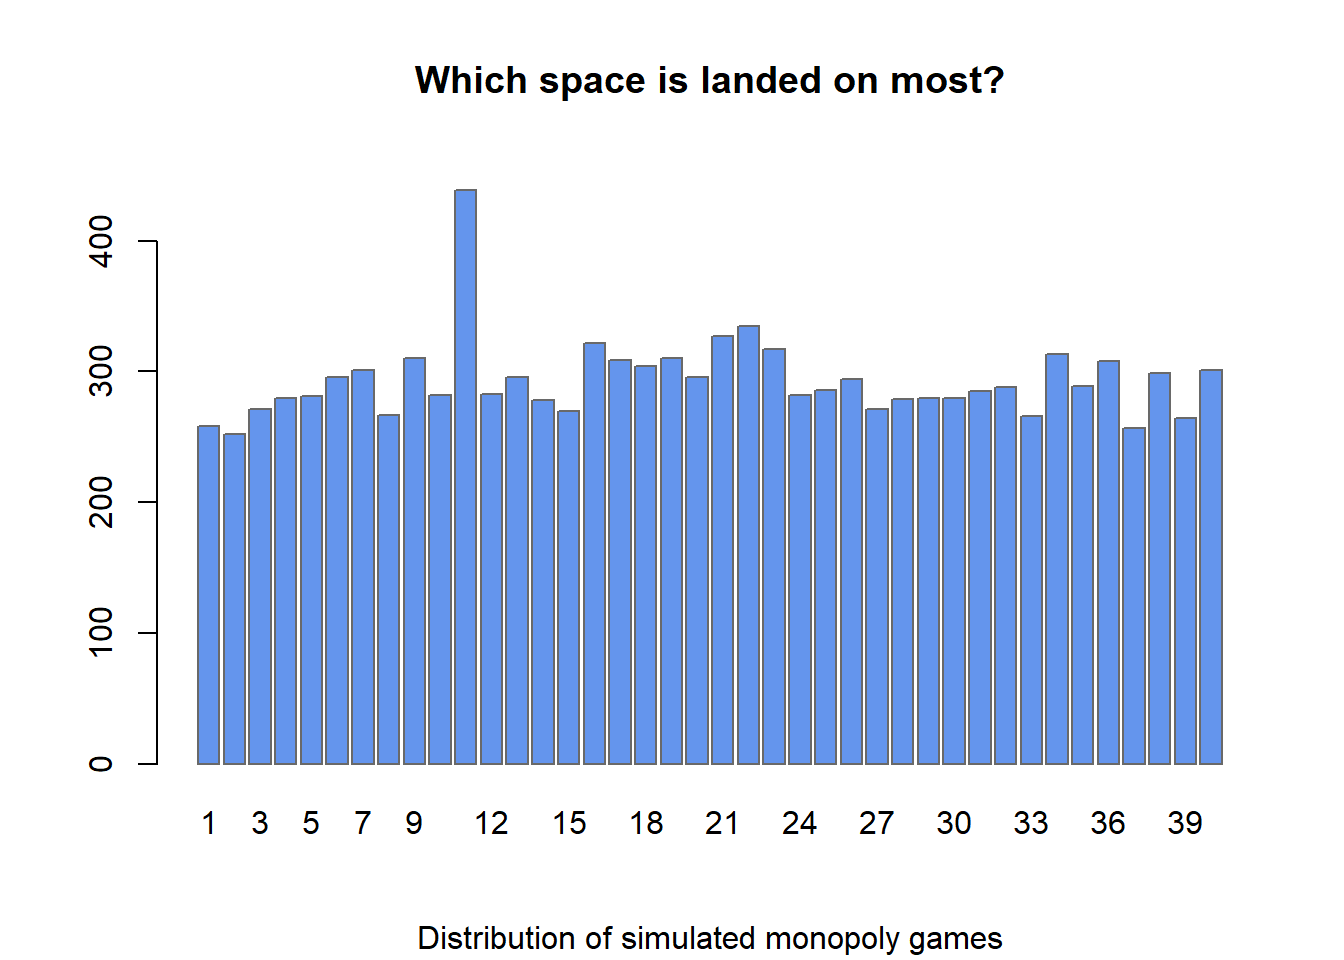 Which space is landed on most?
400
300
200
100
0
1 3 5 7 9 12 15 18 21 24 27 30 33 36 39
Distribution of simulated monopoly games